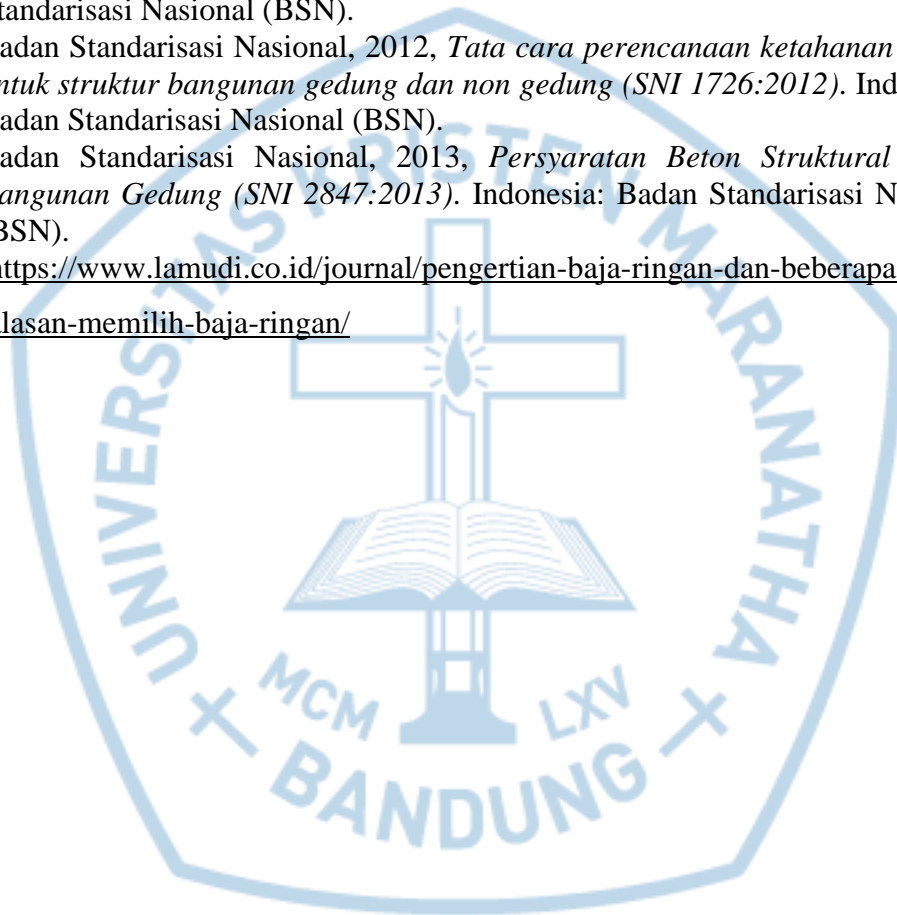 tandarisasi Nasional (BSN).
adan Standarisasi Nasional, 2012, Tata cara perencanaan ketahanan
ntuk struktur bangunan gedung dan non gedung (SNI 1726:2012). Ind
adan Standarisasi Nasional (BSN).
adan Standarisasi Nasional, 2013, Persyaratan Beton Struktural
angunan Gedung (SNI 2847:2013). Indonesia: Badan Standarisasi N
BSN).
https://www.lamudi.co.id/journal/pengertian-baja-ringan-dan-beberapa
alasan-memilih-baja-ringan/
UNIVERSITAS KRISTEN MARANATHA
MCM LXV
BANDUNG